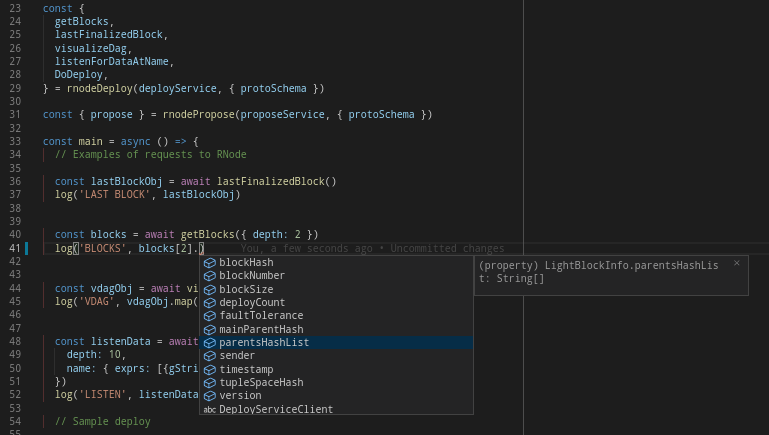 23 const {
24 getBlocks,
25 lastFinalizedBlock,
26 visualizeDag,
27 listenForDataAtName,
28 DoDeploy,
29 } = rnodeDeploy(deployService, { protoSchema })
30
31 const { propose } = rnodePropose(proposeService, { protoSchema })
32
33 const main = async () => {
34 // Examples of requests to RNode
35
36 const lastBlockObj = await lastFinalizedBlock()
37 log('LAST BLOCK', lastBlockObj)
38
39
40 const blocks = await getBlocks({ depth: 2 })
41 log('BLOCKS', blocks[2].) You, a few seconds ago • Uncommitted changes
42
43
44 const vdagObj = await vi
45 log('VDAG', vdagObj.map(
46
47
48 const listenData = await
49 depth: 10,
50 name: { exprs: [{gStri
51 })
52 log('LISTEN', listenData
53
54 // Sample deploy
55
blockHash
blockNumber
blockSize
deployCount
faultTolerance
mainParentHash
parentsHashList
sender
timestamp
tupleSpaceHash
version
abc DeployServiceClient
(property) LightBlockInfo.parentsHashLis
t: String[]